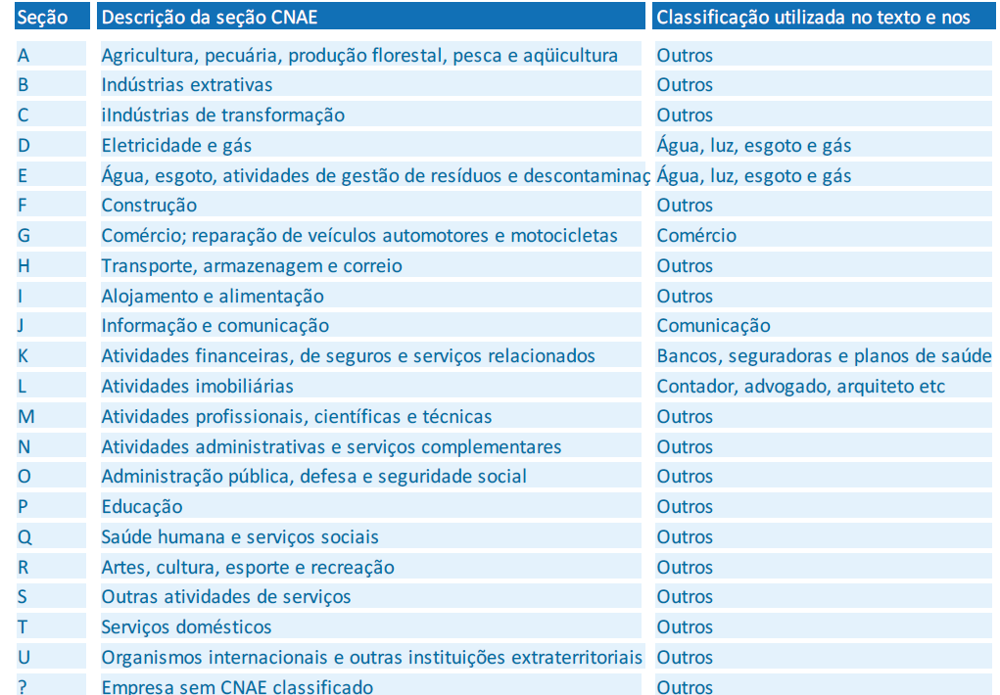 Seção Descrição da seção CNAE Classificação utilizada no texto e nos
A Agricultura, pecuária, produção florestal, pesca e aqüicultura Outros
B Indústrias extrativas Outros
C iIndústrias de transformação Outros
D Eletricidade e gás Água, luz, esgoto e gás
E Água, esgoto, atividades de gestão de resíduos e descontaminaç Água, luz, esgoto e gás
F Construção Outros
G Comércio; reparação de veículos automotores e motocicletas Comércio
H Transporte, armazenagem e correio Outros
I Alojamento e alimentação Outros
J Informação e comunicação Comunicação
K Atividades financeiras, de seguros e serviços relacionados Bancos, seguradoras e planos de saúde
L Atividades imobiliárias Contador, advogado, arquiteto etc
M Atividades profissionais, científicas e técnicas Outros
N Atividades administrativas e serviços complementares Outros
O Administração pública, defesa e seguridade social Outros
P Educação Outros
Q Saúde humana e serviços sociais Outros
R Artes, cultura, esporte e recreação Outros
S Outras atividades de serviços Outros
T Serviços domésticos Outros
U Organismos internacionais e outras instituições extraterritoriais Outros
? Empresa sem CNAE classificado Outros